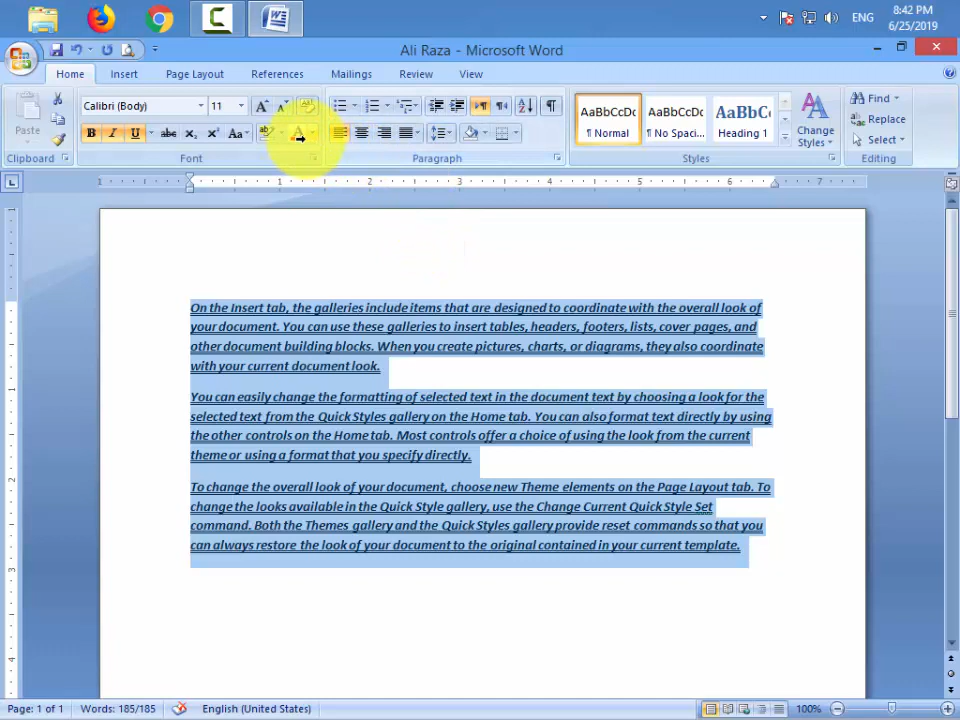 8:42 PM
ENG
6/25/2019
Ali Raza - Microsoft Word
Home Insert Page Layout References Mailings Review View
Calibri (Body) 11
AaBbCcDc AaBbCcDc AaBbCc
Find
Replace
Select
Paste
¶ Normal ¶ No Spaci... Heading 1
Change
Styles
Clipboard Font Paragraph Styles Editing
1 1 2 3 4 5 6 7
On the Insert tab, the galleries include items that are designed to coordinate with the overall look of
your document. You can use these galleries to insert tables, headers, footers, lists, cover pages, and
other document building blocks. When you create pictures, charts, or diagrams, they also coordinate
with your current document look.
You can easily change the formatting of selected text in the document text by choosing a look for the
selected text from the Quick Styles gallery on the Home tab. You can also format text directly by using
the other controls on the Home tab. Most controls offer a choice of using the look from the current
theme or using a format that you specify directly.
To change the overall look of your document, choose new Theme elements on the Page Layout tab. To
change the looks available in the Quick Style gallery, use the Change Current Quick Style Set
command. Both the Themes gallery and the Quick Styles gallery provide reset commands so that you
can always restore the look of your document to the original contained in your current template.
Page: 1 of 1 Words: 185/185 English (United States) 100%